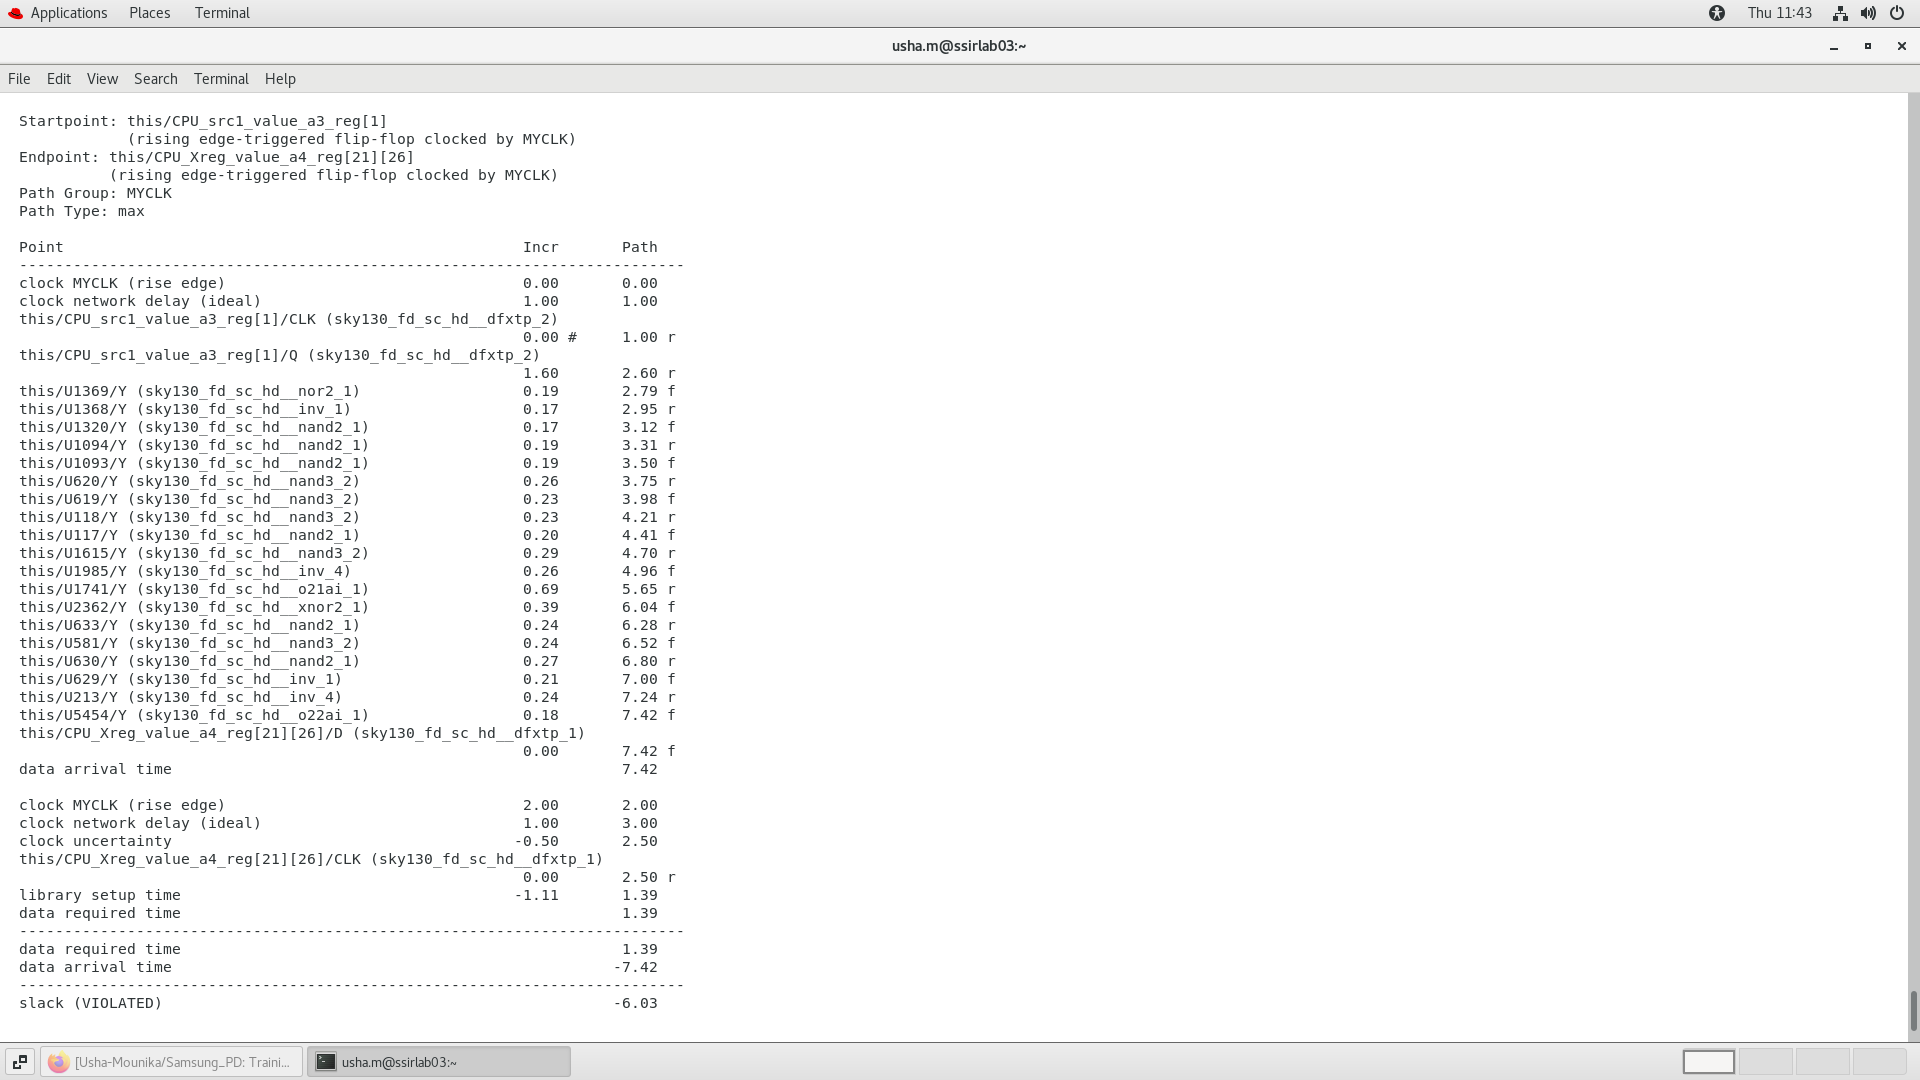 Applications Places Terminal Thu 11:43
usha.m@ssirlab03:~
File Edit View Search Terminal Help
Startpoint: this/CPU_src1_value_a3_reg[1]
(rising edge-triggered flip-flop clocked by MYCLK)
Endpoint: this/CPU_Xreg_value_a4_reg[21][26]
(rising edge-triggered flip-flop clocked by MYCLK)
Path Group: MYCLK
Path Type: max
Point Incr Path
--------------------------------------------------------------------------
clock MYCLK (rise edge) 0.00 0.00
clock network delay (ideal) 1.00 1.00
this/CPU_src1_value_a3_reg[1]/CLK (sky130_fd_sc_hd__dfxtp_2)
0.00 # 1.00 r
this/CPU_src1_value_a3_reg[1]/Q (sky130_fd_sc_hd__dfxtp_2)
1.60 2.60 r
this/U1369/Y (sky130_fd_sc_hd__nor2_1) 0.19 2.79 f
this/U1368/Y (sky130_fd_sc_hd__inv_1) 0.17 2.95 r
this/U1320/Y (sky130_fd_sc_hd__nand2_1) 0.17 3.12 f
this/U1094/Y (sky130_fd_sc_hd__nand2_1) 0.19 3.31 r
this/U1093/Y (sky130_fd_sc_hd__nand2_1) 0.19 3.50 f
this/U620/Y (sky130_fd_sc_hd__nand3_2) 0.26 3.75 r
this/U619/Y (sky130_fd_sc_hd__nand3_2) 0.23 3.98 f
this/U118/Y (sky130_fd_sc_hd__nand3_2) 0.23 4.21 r
this/U117/Y (sky130_fd_sc_hd__nand2_1) 0.20 4.41 f
this/U1615/Y (sky130_fd_sc_hd__nand3_2) 0.29 4.70 r
this/U1985/Y (sky130_fd_sc_hd__inv_4) 0.26 4.96 f
this/U1741/Y (sky130_fd_sc_hd__o21ai_1) 0.69 5.65 r
this/U2362/Y (sky130_fd_sc_hd__xnor2_1) 0.39 6.04 f
this/U633/Y (sky130_fd_sc_hd__nand2_1) 0.24 6.28 r
this/U581/Y (sky130_fd_sc_hd__nand3_2) 0.24 6.52 f
this/U630/Y (sky130_fd_sc_hd__nand2_1) 0.27 6.80 r
this/U629/Y (sky130_fd_sc_hd__inv_1) 0.21 7.00 f
this/U213/Y (sky130_fd_sc_hd__inv_4) 0.24 7.24 r
this/U5454/Y (sky130_fd_sc_hd__o22ai_1) 0.18 7.42 f
this/CPU_Xreg_value_a4_reg[21][26]/D (sky130_fd_sc_hd__dfxtp_1)
0.00 7.42 f
data arrival time 7.42
clock MYCLK (rise edge) 2.00 2.00
clock network delay (ideal) 1.00 3.00
clock uncertainty -0.50 2.50
this/CPU_Xreg_value_a4_reg[21][26]/CLK (sky130_fd_sc_hd__dfxtp_1)
0.00 2.50 r
library setup time -1.11 1.39
data required time 1.39
--------------------------------------------------------------------------
data required time 1.39
data arrival time -7.42
--------------------------------------------------------------------------
slack (VIOLATED) -6.03
[Usha-Mounika/Samsung_PD: Traini... usha.m@ssirlab03:~